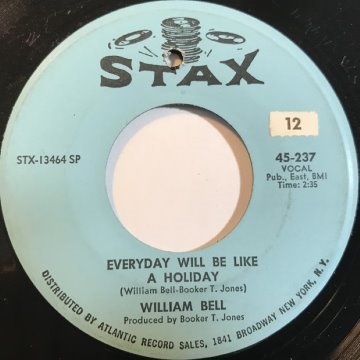 STAX
12
STX-13464 SP
45-237
VOCAL
Pub., East, BMI
Time: 2:35
EVERYDAY WILL BE LIKE
A HOLIDAY
(William Bell-Booker T. Jones)
WILLIAM BELL
Produced by Booker T. Jones
DISTRIBUTED BY ATLANTIC RECORD SALES, 1841 BROADWAY NEW YORK, N. Y.